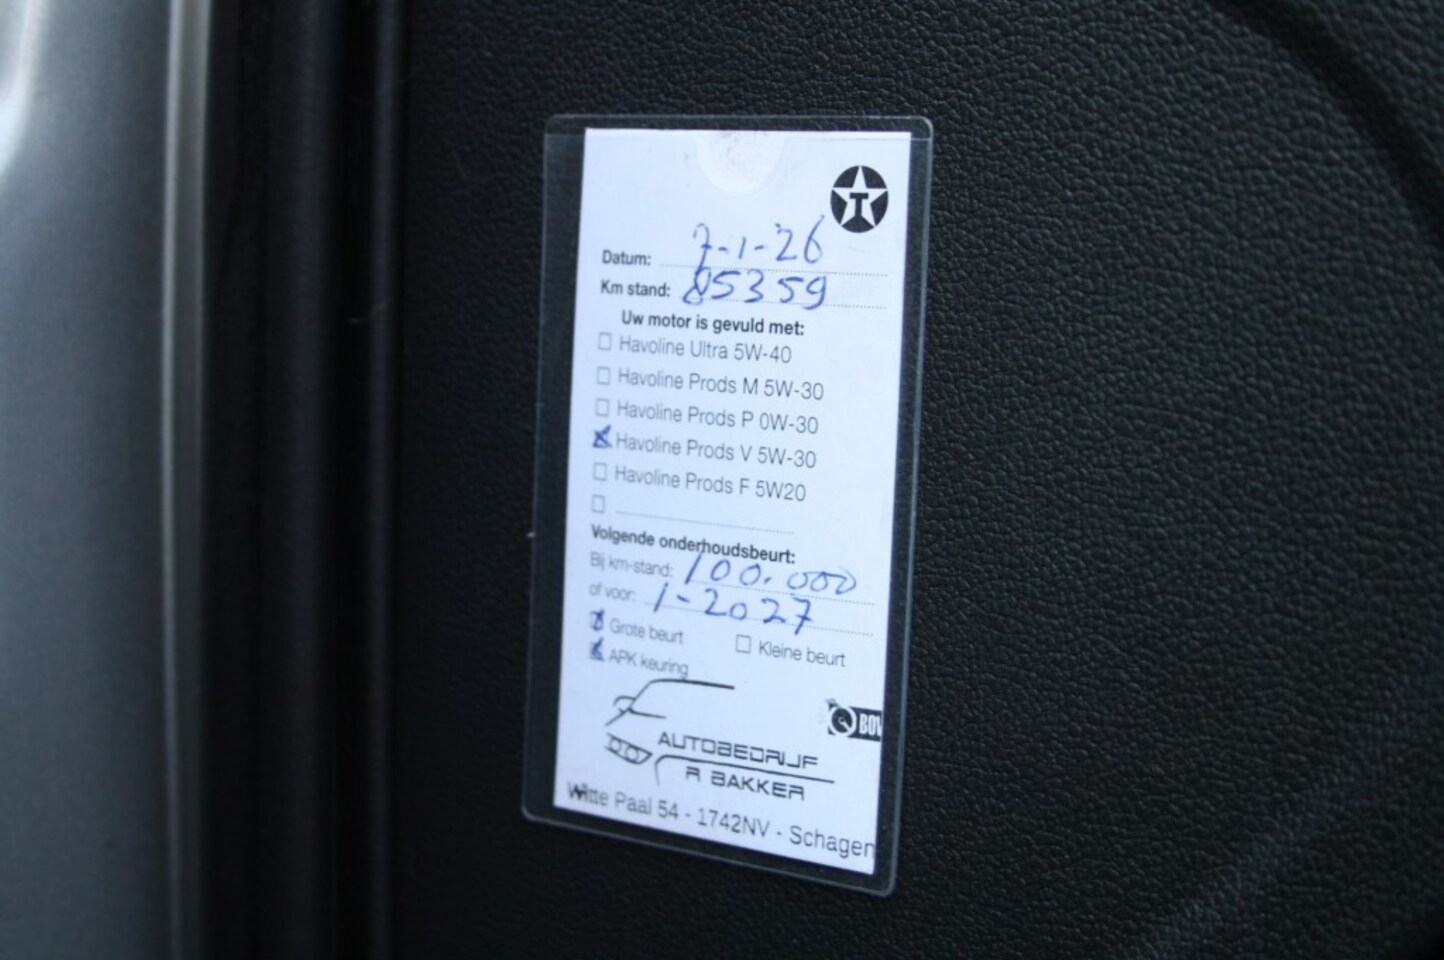 T
Datum: 7-1-26
Km stand: 85359
Uw motor is gevuld met:
Havoline Ultra 5W-40
Havoline Prods M 5W-30
Havoline Prods P 0W-30
Havoline Prods V 5W-30
Havoline Prods F 5W20
Volgende onderhoudsbeurt:
Bij km-stand: 100.000
of voor: 1-2027
Grote beurt Kleine beurt
APK keuring
AUTOBEDRIJF
R BAKKER
Witte Paal 54 - 1742NV - Schagen